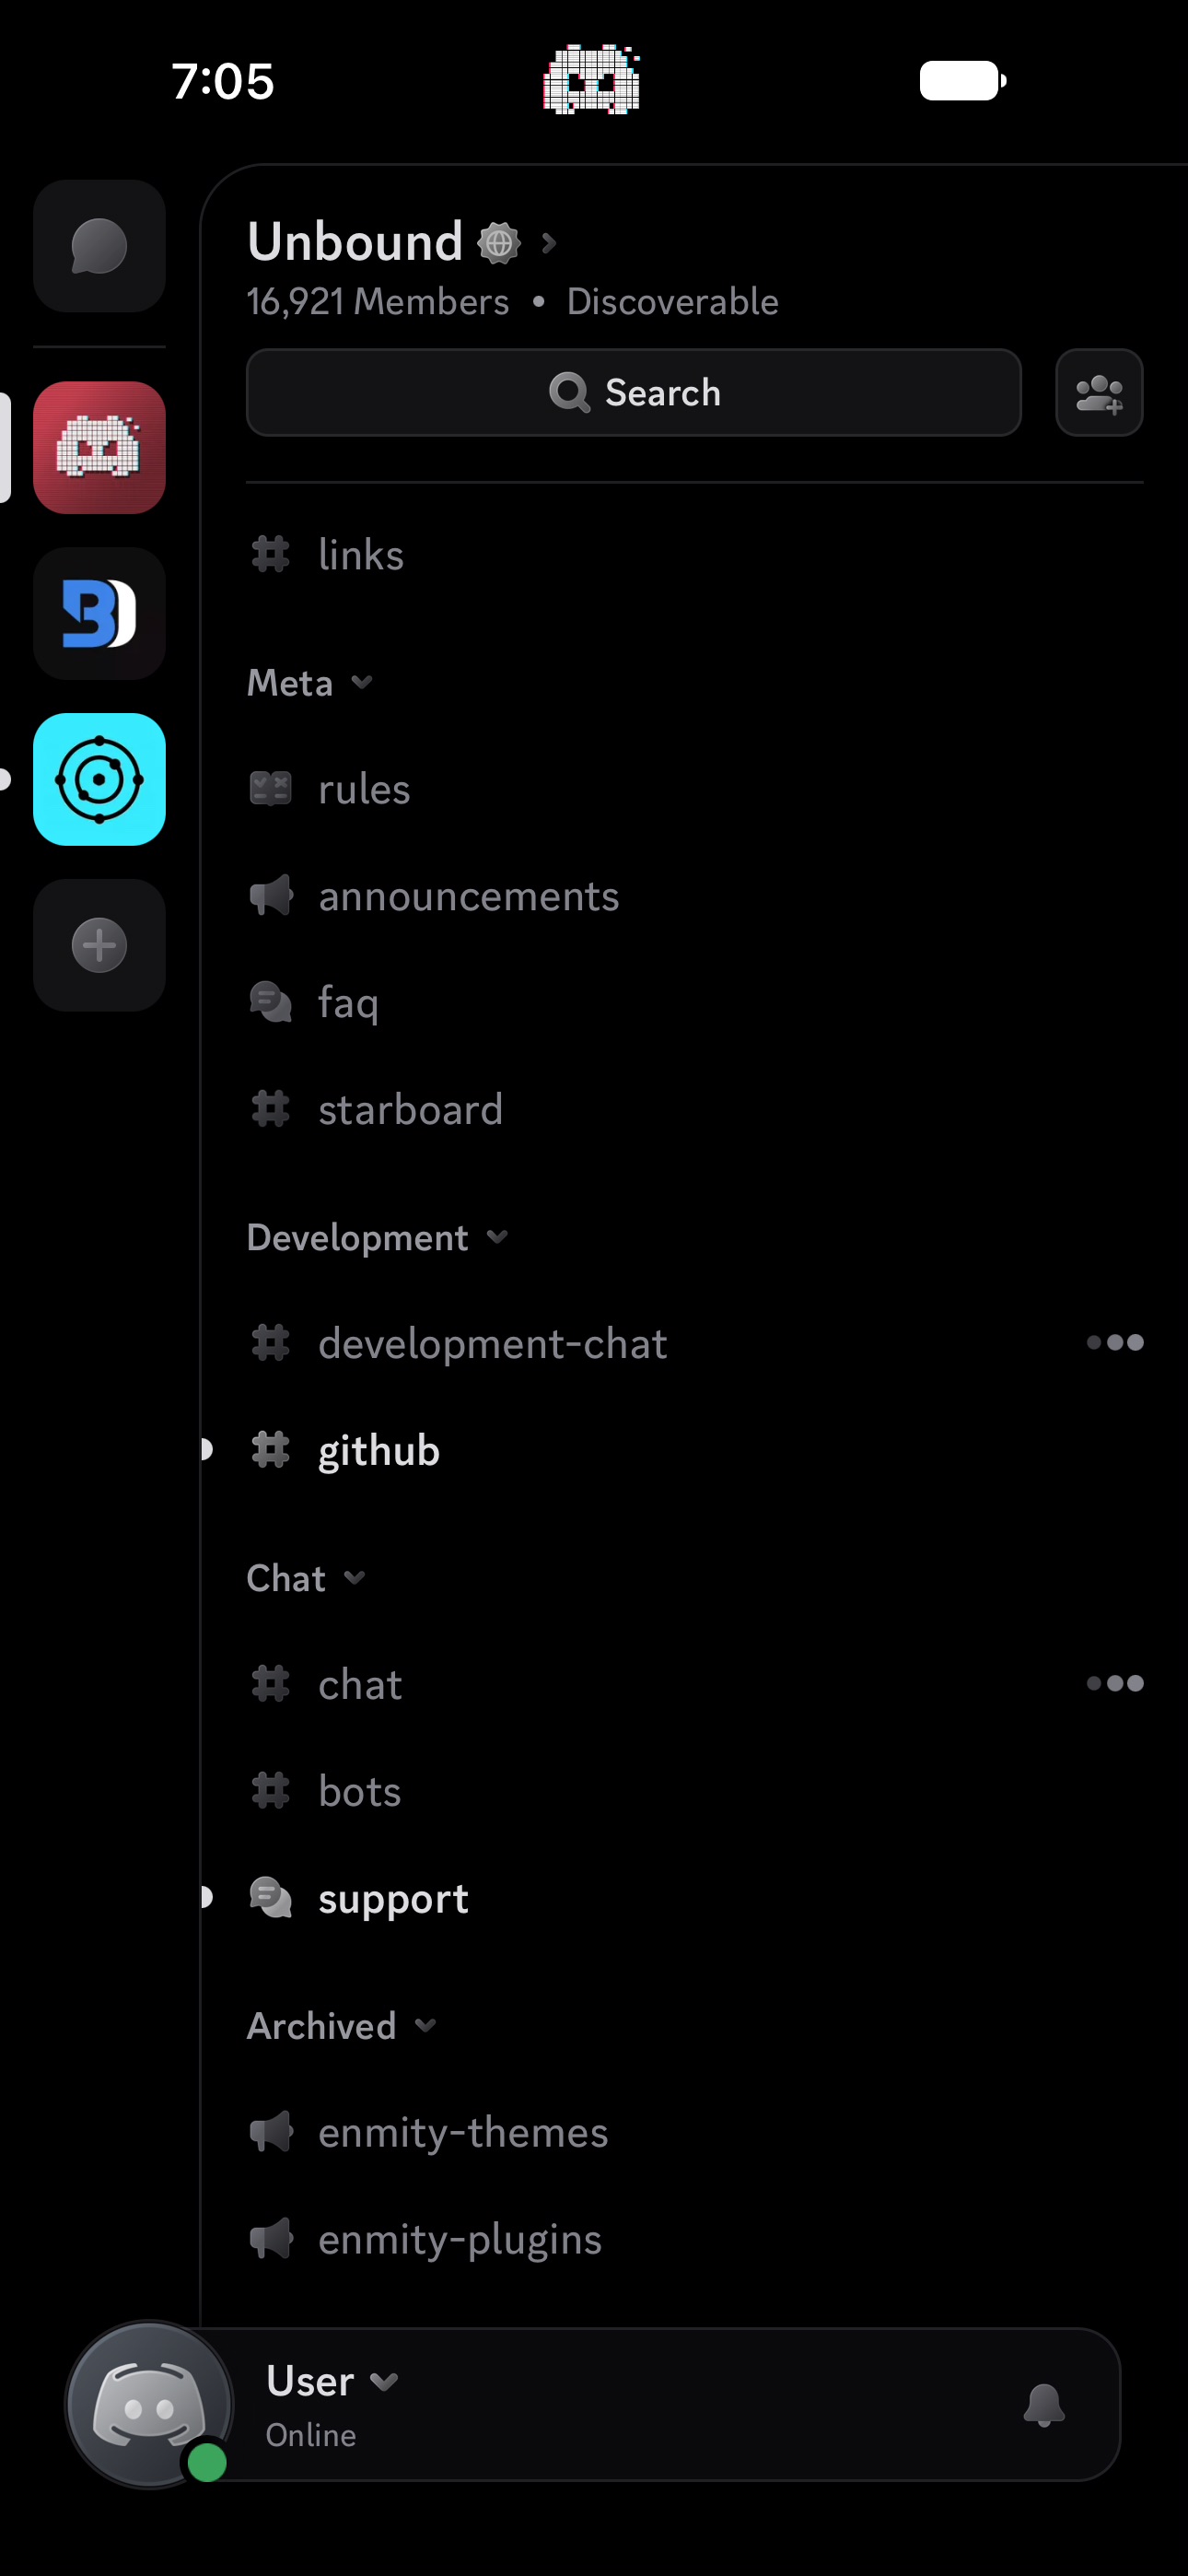 7:05
Unbound
16,921 Members • Discoverable
Search
links
Meta
rules
announcements
faq
starboard
Development
development-chat
github
Chat
chat
bots
support
Archived
enmity-themes
enmity-plugins
User
Online